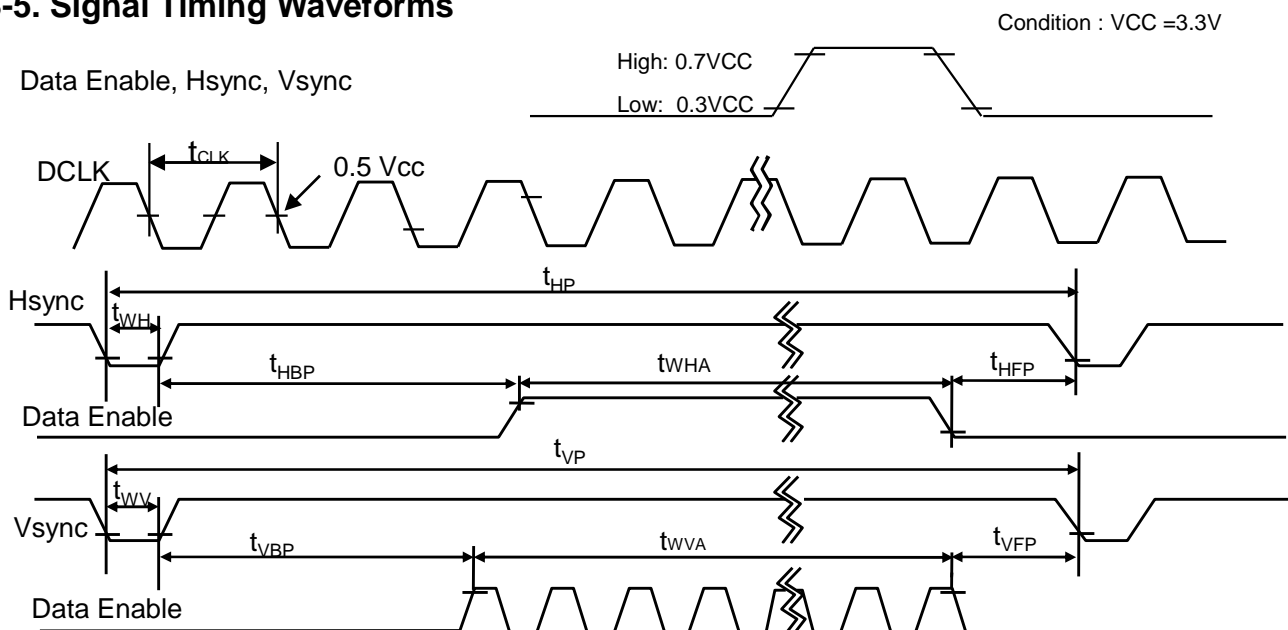 -5. Signal Timing Waveforms
Condition : VCC =3.3V
Data Enable, Hsync, Vsync
High: 0.7VCC
Low: 0.3VCC
DCLK
tCLK
0.5 Vcc
tHP
Hsync
tWH
tHBP
tWHA
tHFP
Data Enable
tVP
tWV
Vsync
tVBP
tWVA
tVFP
Data Enable